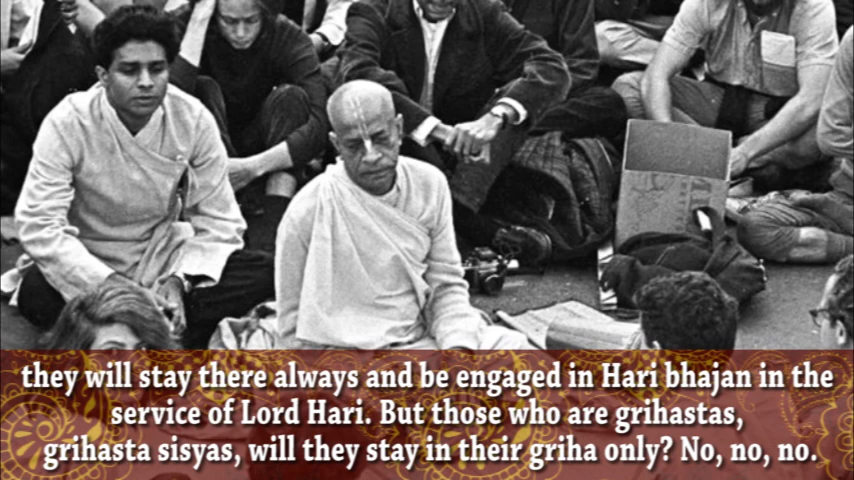 they will stay there always and be engaged in Hari bhajan in the
service of Lord Hari. But those who are grihastas,
grihasta sisyas, will they stay in their griha only? No, no, no.